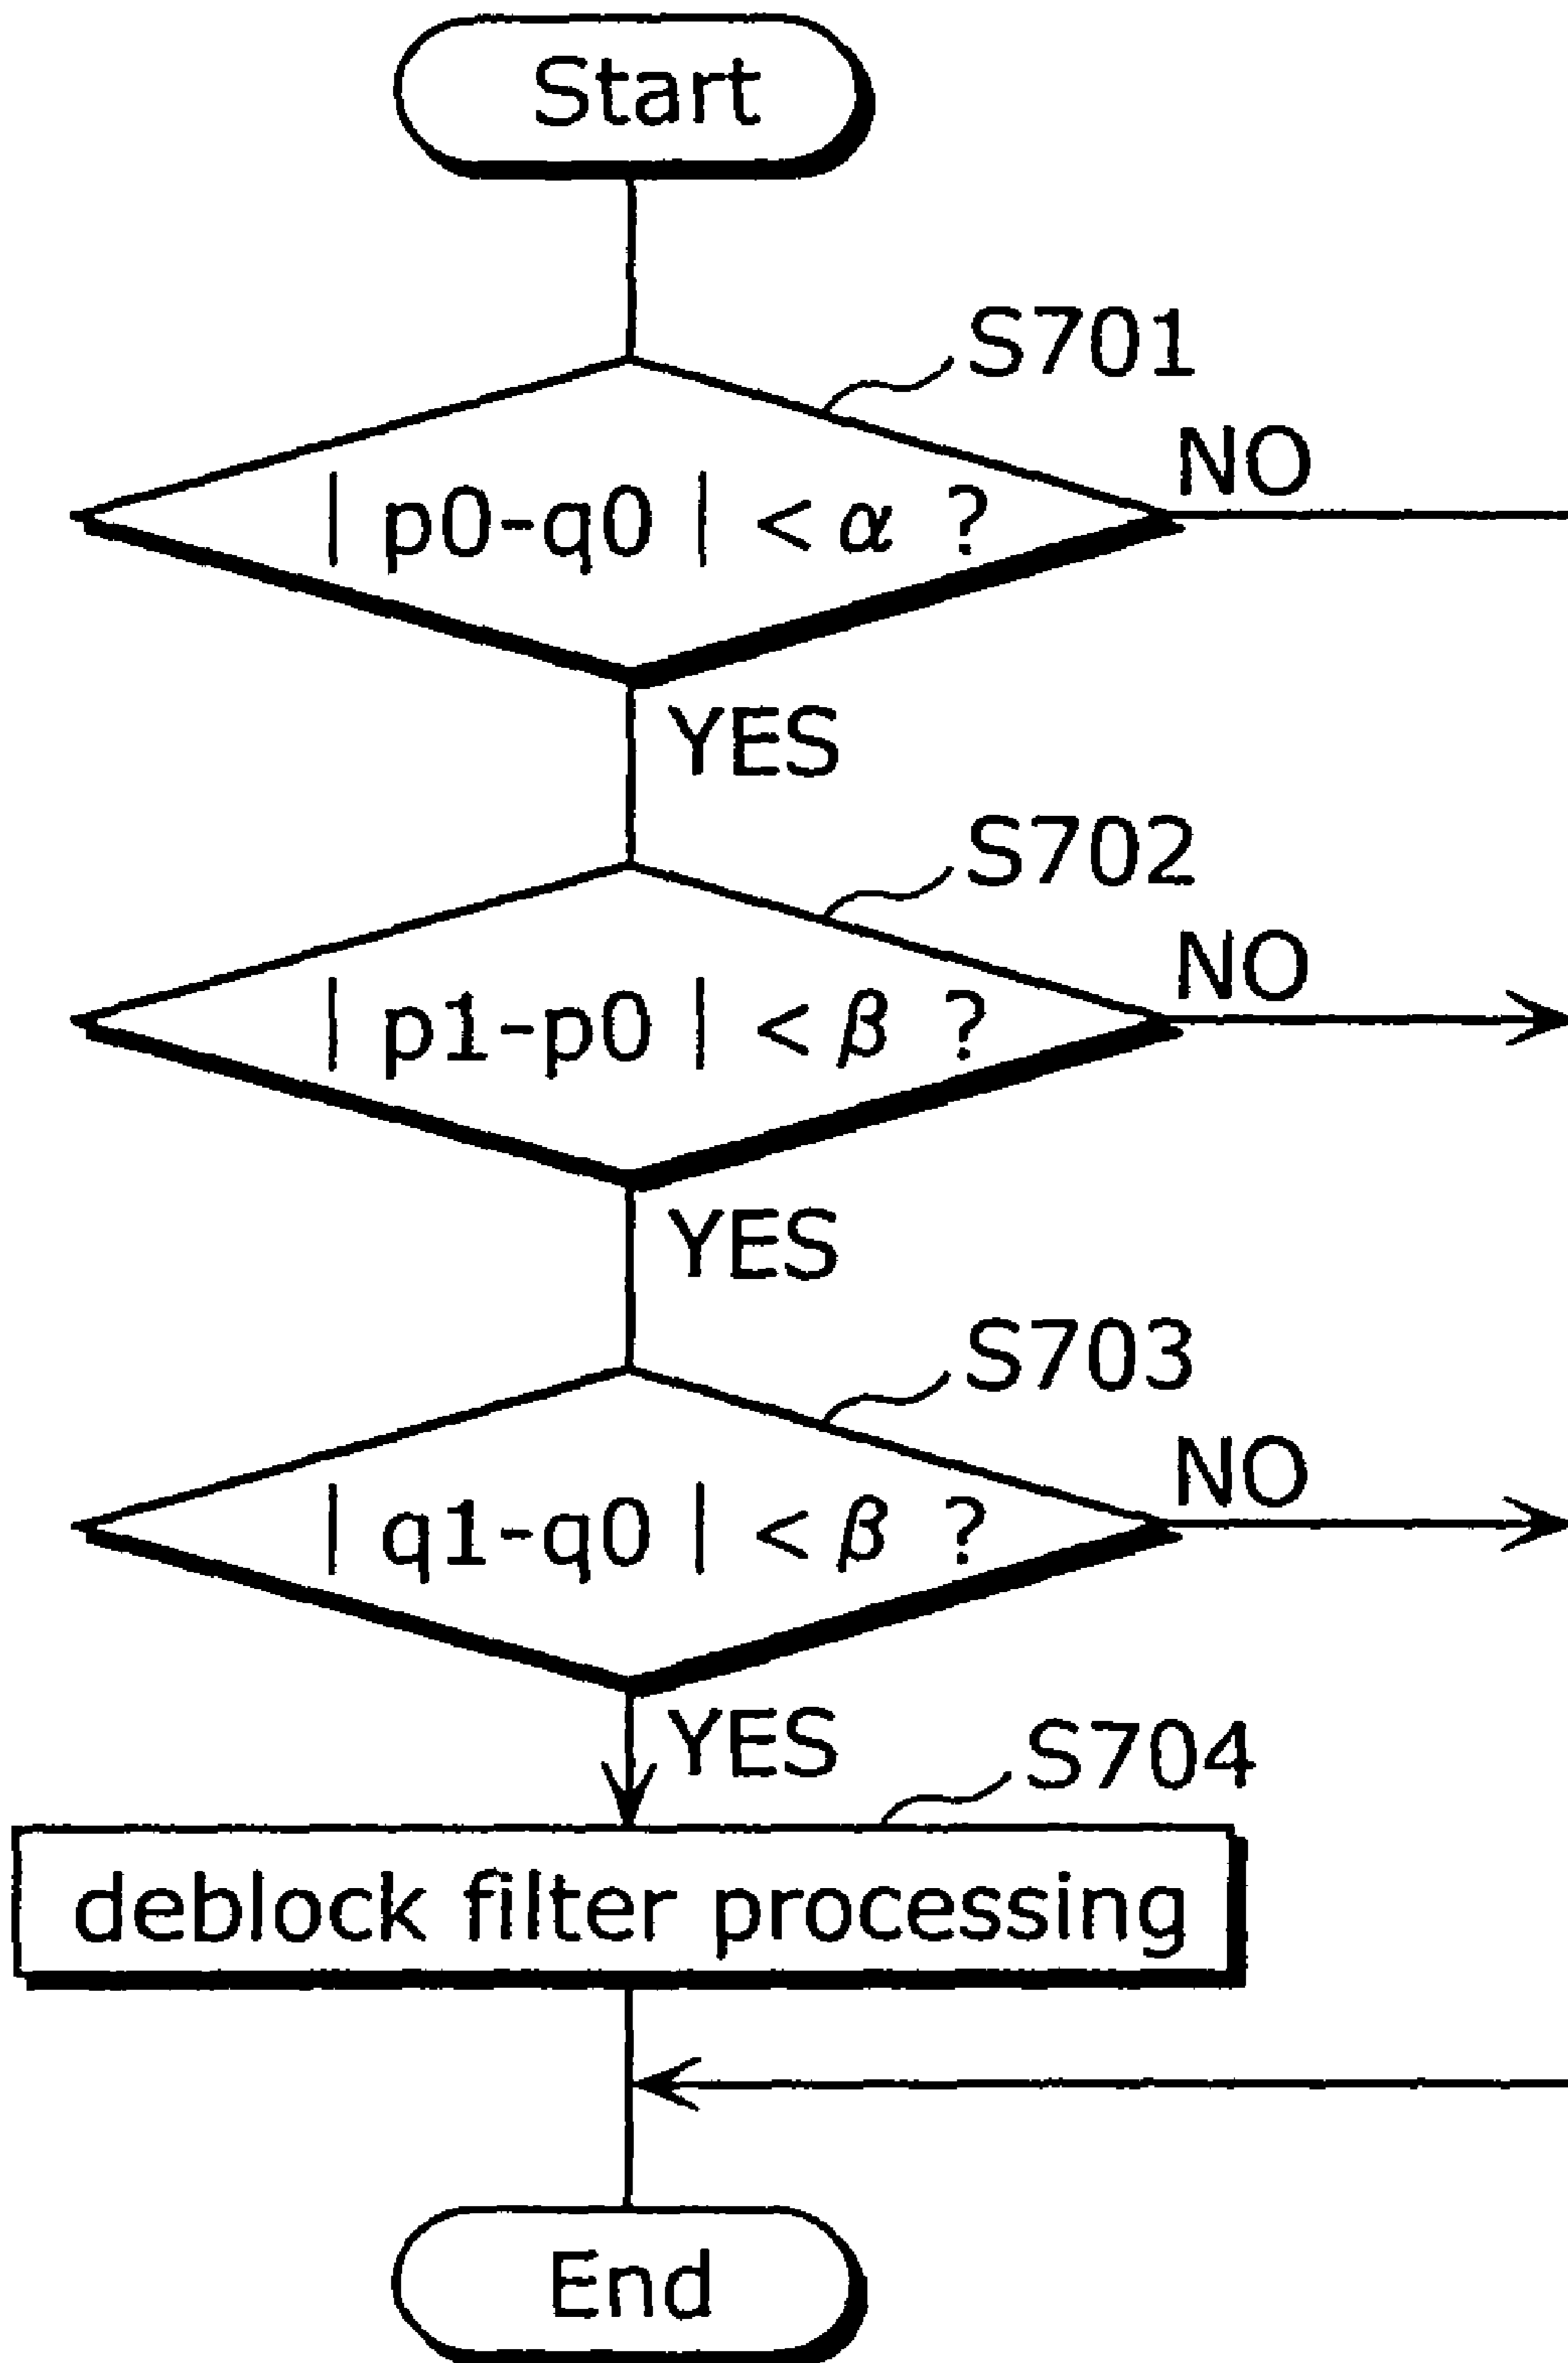 Start
S701
| p0-q0 | < α ?
NO
YES
S702
| p1-p0 | < β ?
NO
YES
S703
| q1-q0 | < β ?
NO
YES
S704
deblock filter processing
End